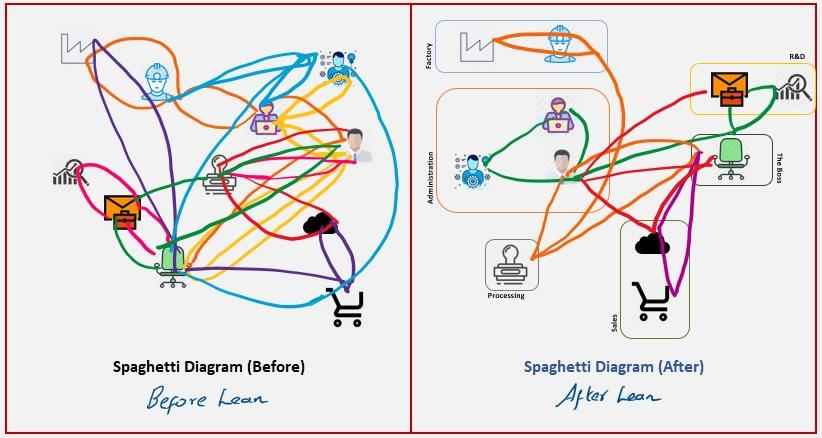 Spaghetti Diagram (Before)
Before Lean
Factory
R&D
Administration
The Boss
Processing
Sales
Spaghetti Diagram (After)
After Lean